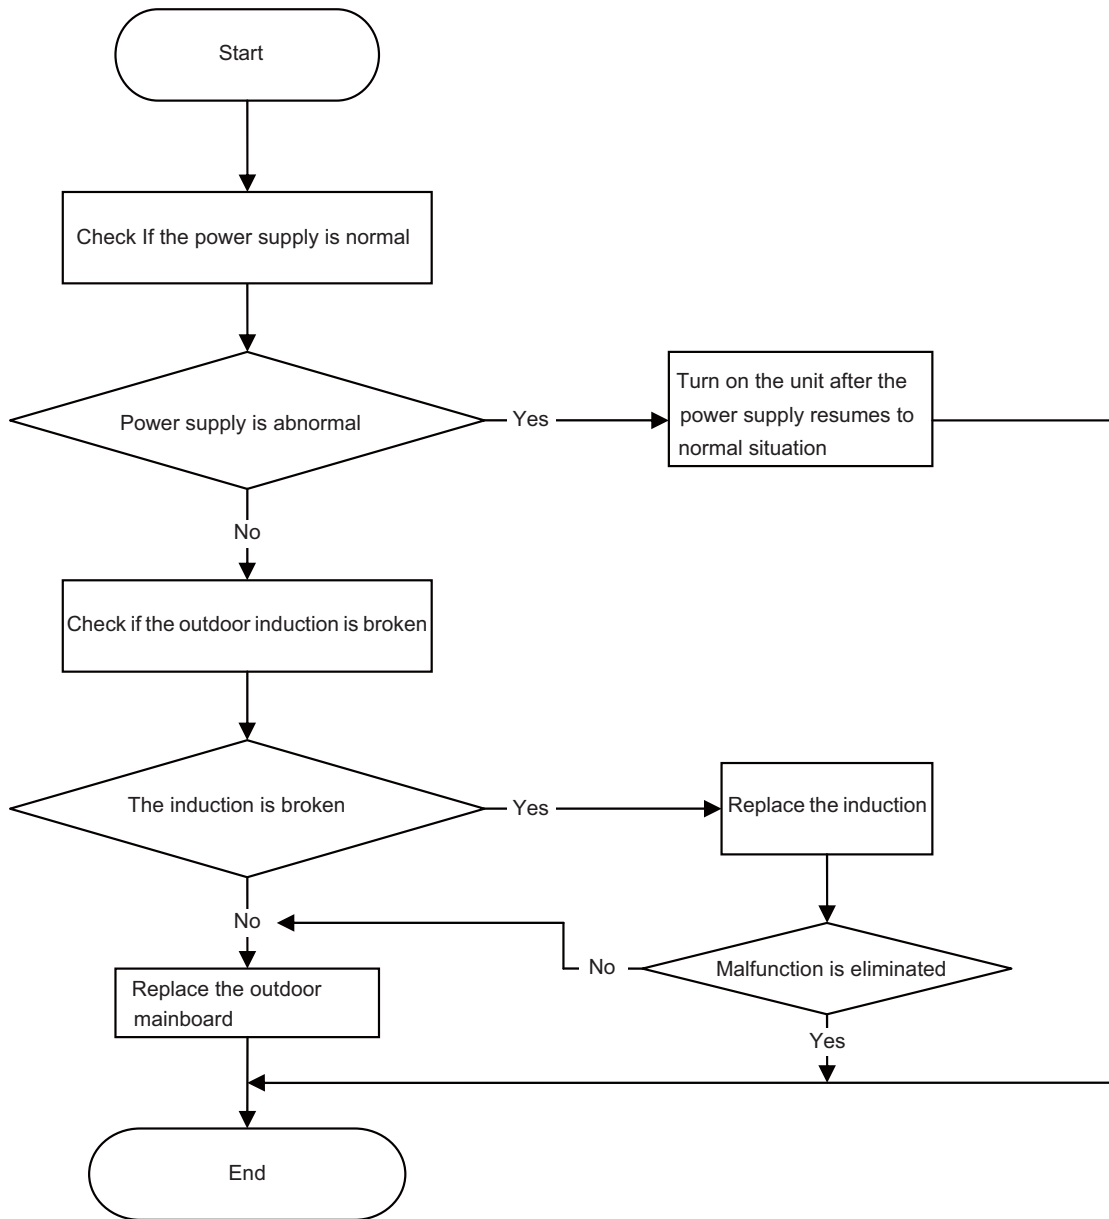 Start
Check If the power supply is normal
Power supply is abnormal
Yes
Turn on the unit after the
power supply resumes to
normal situation
No
Check if the outdoor induction is broken
The induction is broken
Yes
Replace the induction
No
No
Malfunction is eliminated
Replace the outdoor
mainboard
Yes
End